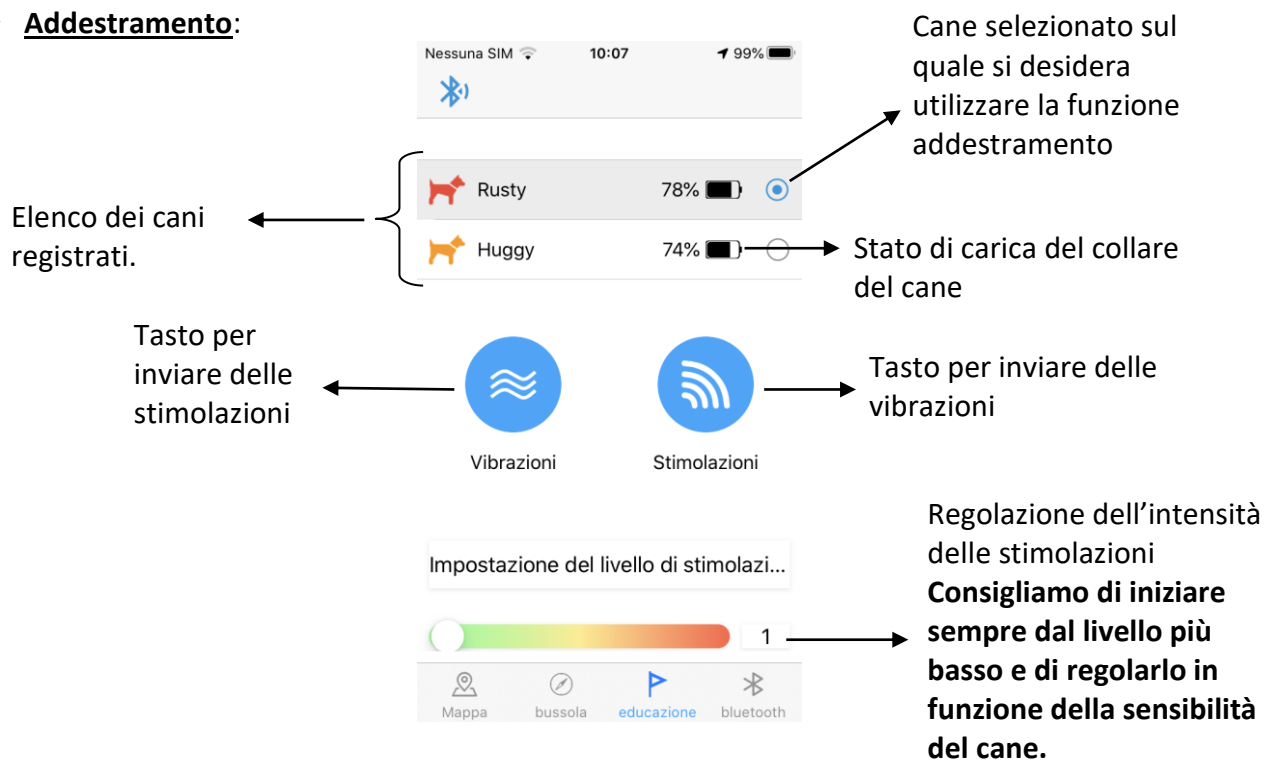 Addestramento:
Cane selezionato sul
quale si desidera
utilizzare la funzione
addestramento
Nessuna SIM 10:07 99%
Rusty 78%
Huggy 74%
Elenco dei cani
registrati.
Stato di carica del collare
del cane
Tasto per
inviare delle
stimolazioni
Tasto per inviare delle
vibrazioni
Vibrazioni Stimolazioni
Impostazione del livello di stimolazi...
1
Mappa bussola educazione bluetooth
Regolazione dell’intensità
delle stimolazioni
Consigliamo di iniziare
sempre dal livello più
basso e di regolarlo in
funzione della sensibilità
del cane.